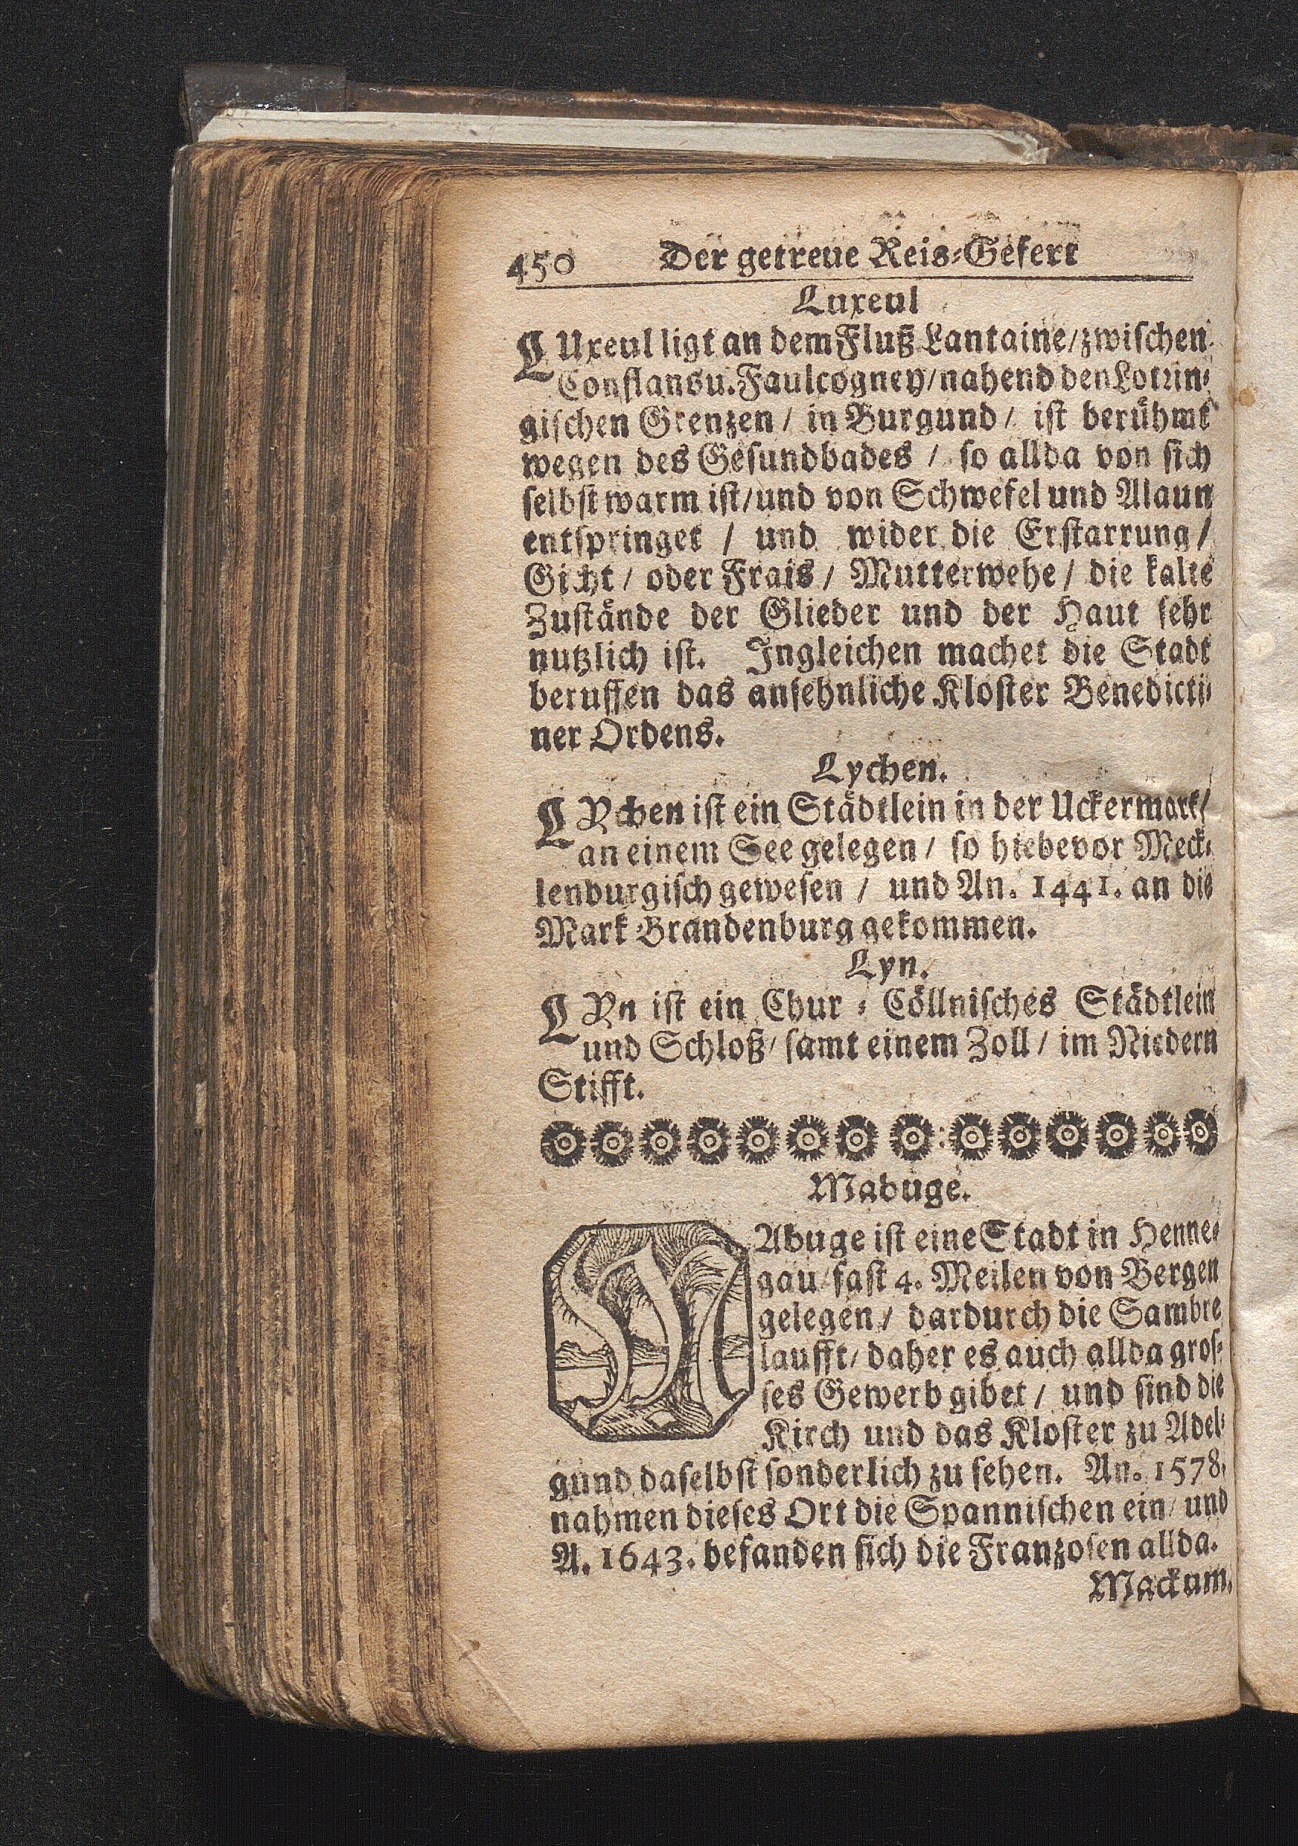 450 Der getreue Reis-Gefert
Luxeul
LUxeul ligt an dem Fluß Lantaine/zwischen
Conflans u. Faulcogney/nahend den Lotrin-
gischen Grenzen / in Burgund / ist berühmt
wegen des Gesundbades / so allda von sich
selbst warm ist/und von Schwefel und Alaun
entspringet / und wider die Erstarrung/
Gicht / oder Frais / Mutterwehe / die kalte
Zustände der Glieder und der Haut sehr
nutzlich ist. Ingleichen machet die Stadt
beruffen das ansehnliche Kloster Benedicti-
ner Ordens.
Lychen.
LYchen ist ein Städtlein in der Uckermark/
an einem See gelegen / so hiebevor Meck-
lenburgisch gewesen / und An. 1441. an die
Mark Brandenburg gekommen.
Lyn.
LYn ist ein Chur-Cöllnisches Städtlein
und Schloß/ samt einem Zoll / im Niedern
Stifft.
Mabuge.
MAbuge ist eine Stadt in Henne-
gau/fast 4. Meilen von Bergen
gelegen / dardurch die Sambre
laufft/ daher es auch allda gros-
ses Gewerb gibet / und sind die
Kirch und das Kloster zu Adel-
gund daselbst sonderlich zu sehen. An. 1578.
nahmen dieses Ort die Spannischen ein/ und
A. 1643. befanden sich die Franzosen allda.
Mackum.